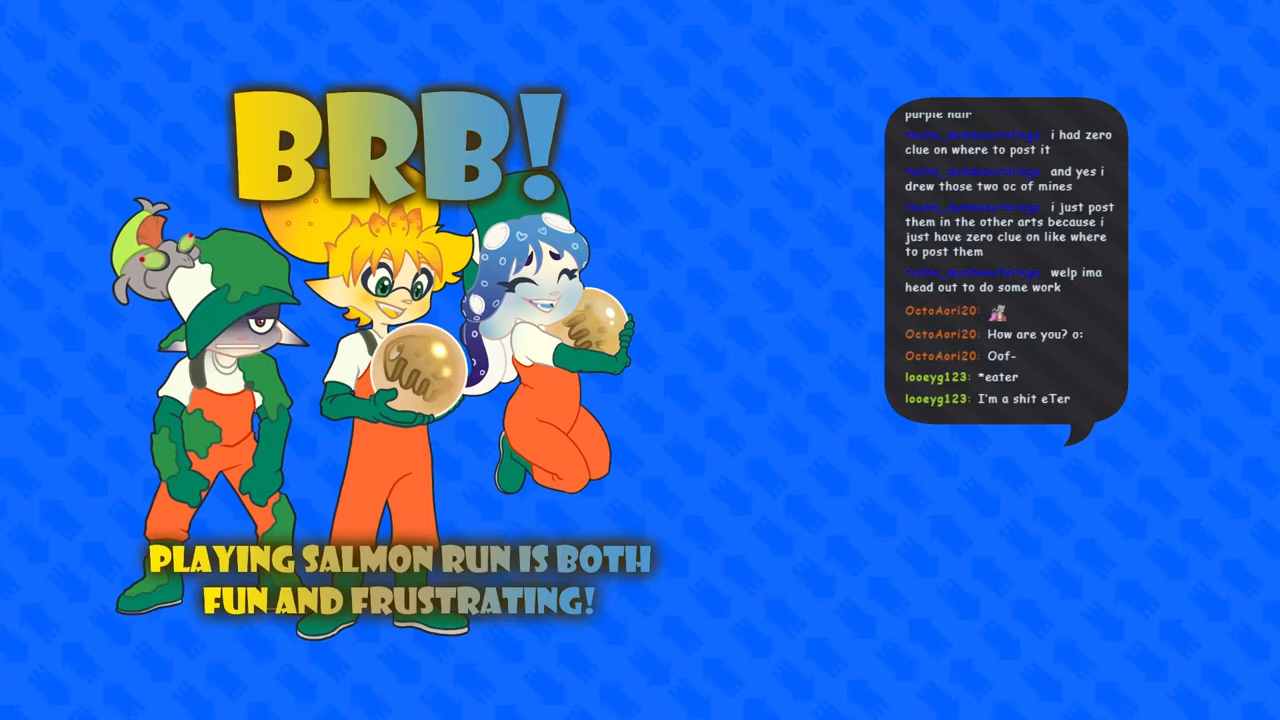 BRB!
PLAYING SALMON RUN IS BOTH
FUN AND FRUSTRATING!
purple hair
i had zero
clue on where to post it
and yes i
drew those two oc of mines
i just post
them in the other arts because i
just have zero clue on like where
to post them
welp ima
head out to do some work
OctoAori20:
OctoAori20: How are you? o:
OctoAori20: Oof-
looeyg123: *eater
looeyg123: I'm a shit eTer